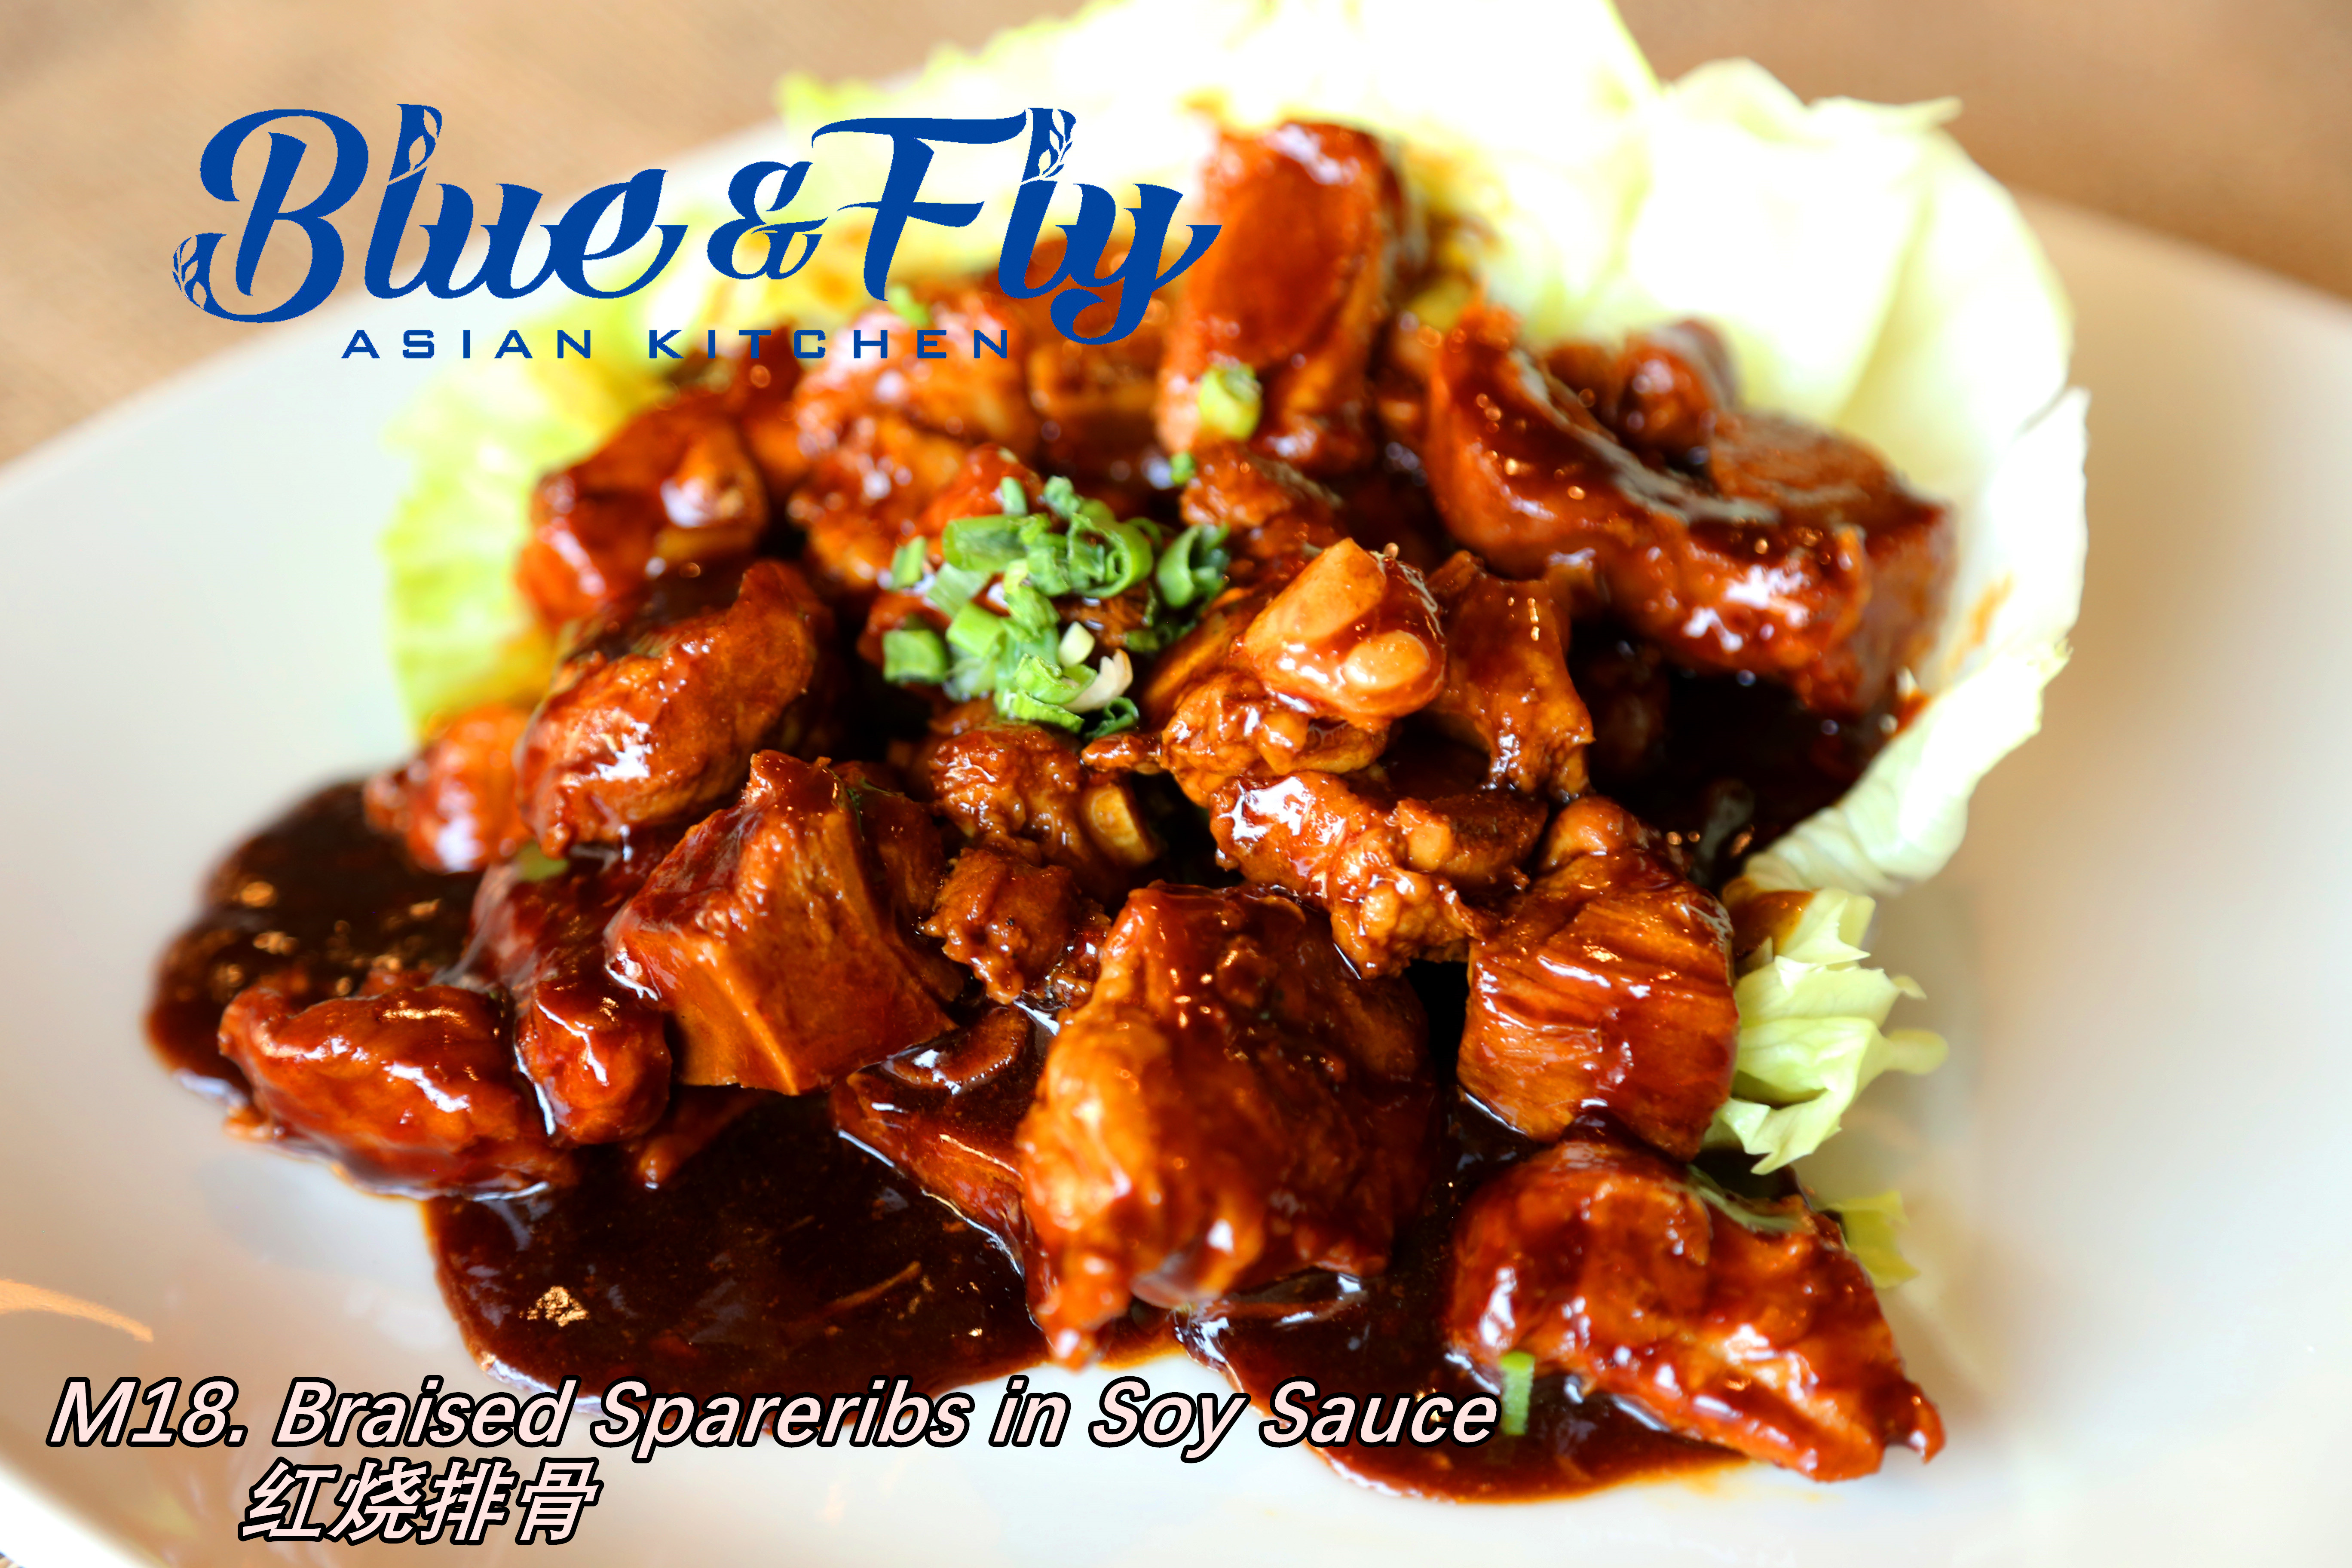 Blue & Fly
ASIAN KITCHEN
M18. Braised Spareribs in Soy Sauce
红烧排骨